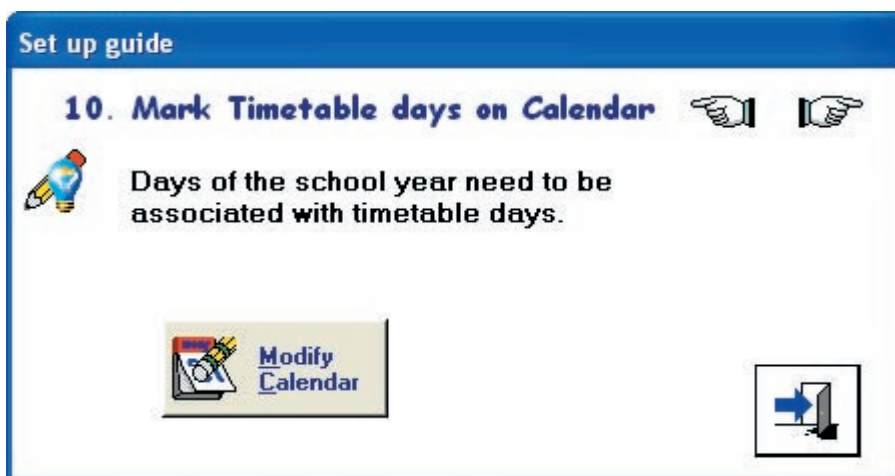 Set up guide
10. Mark Timetable days on Calendar
Days of the school year need to be
associated with timetable days.
Modify
Calendar